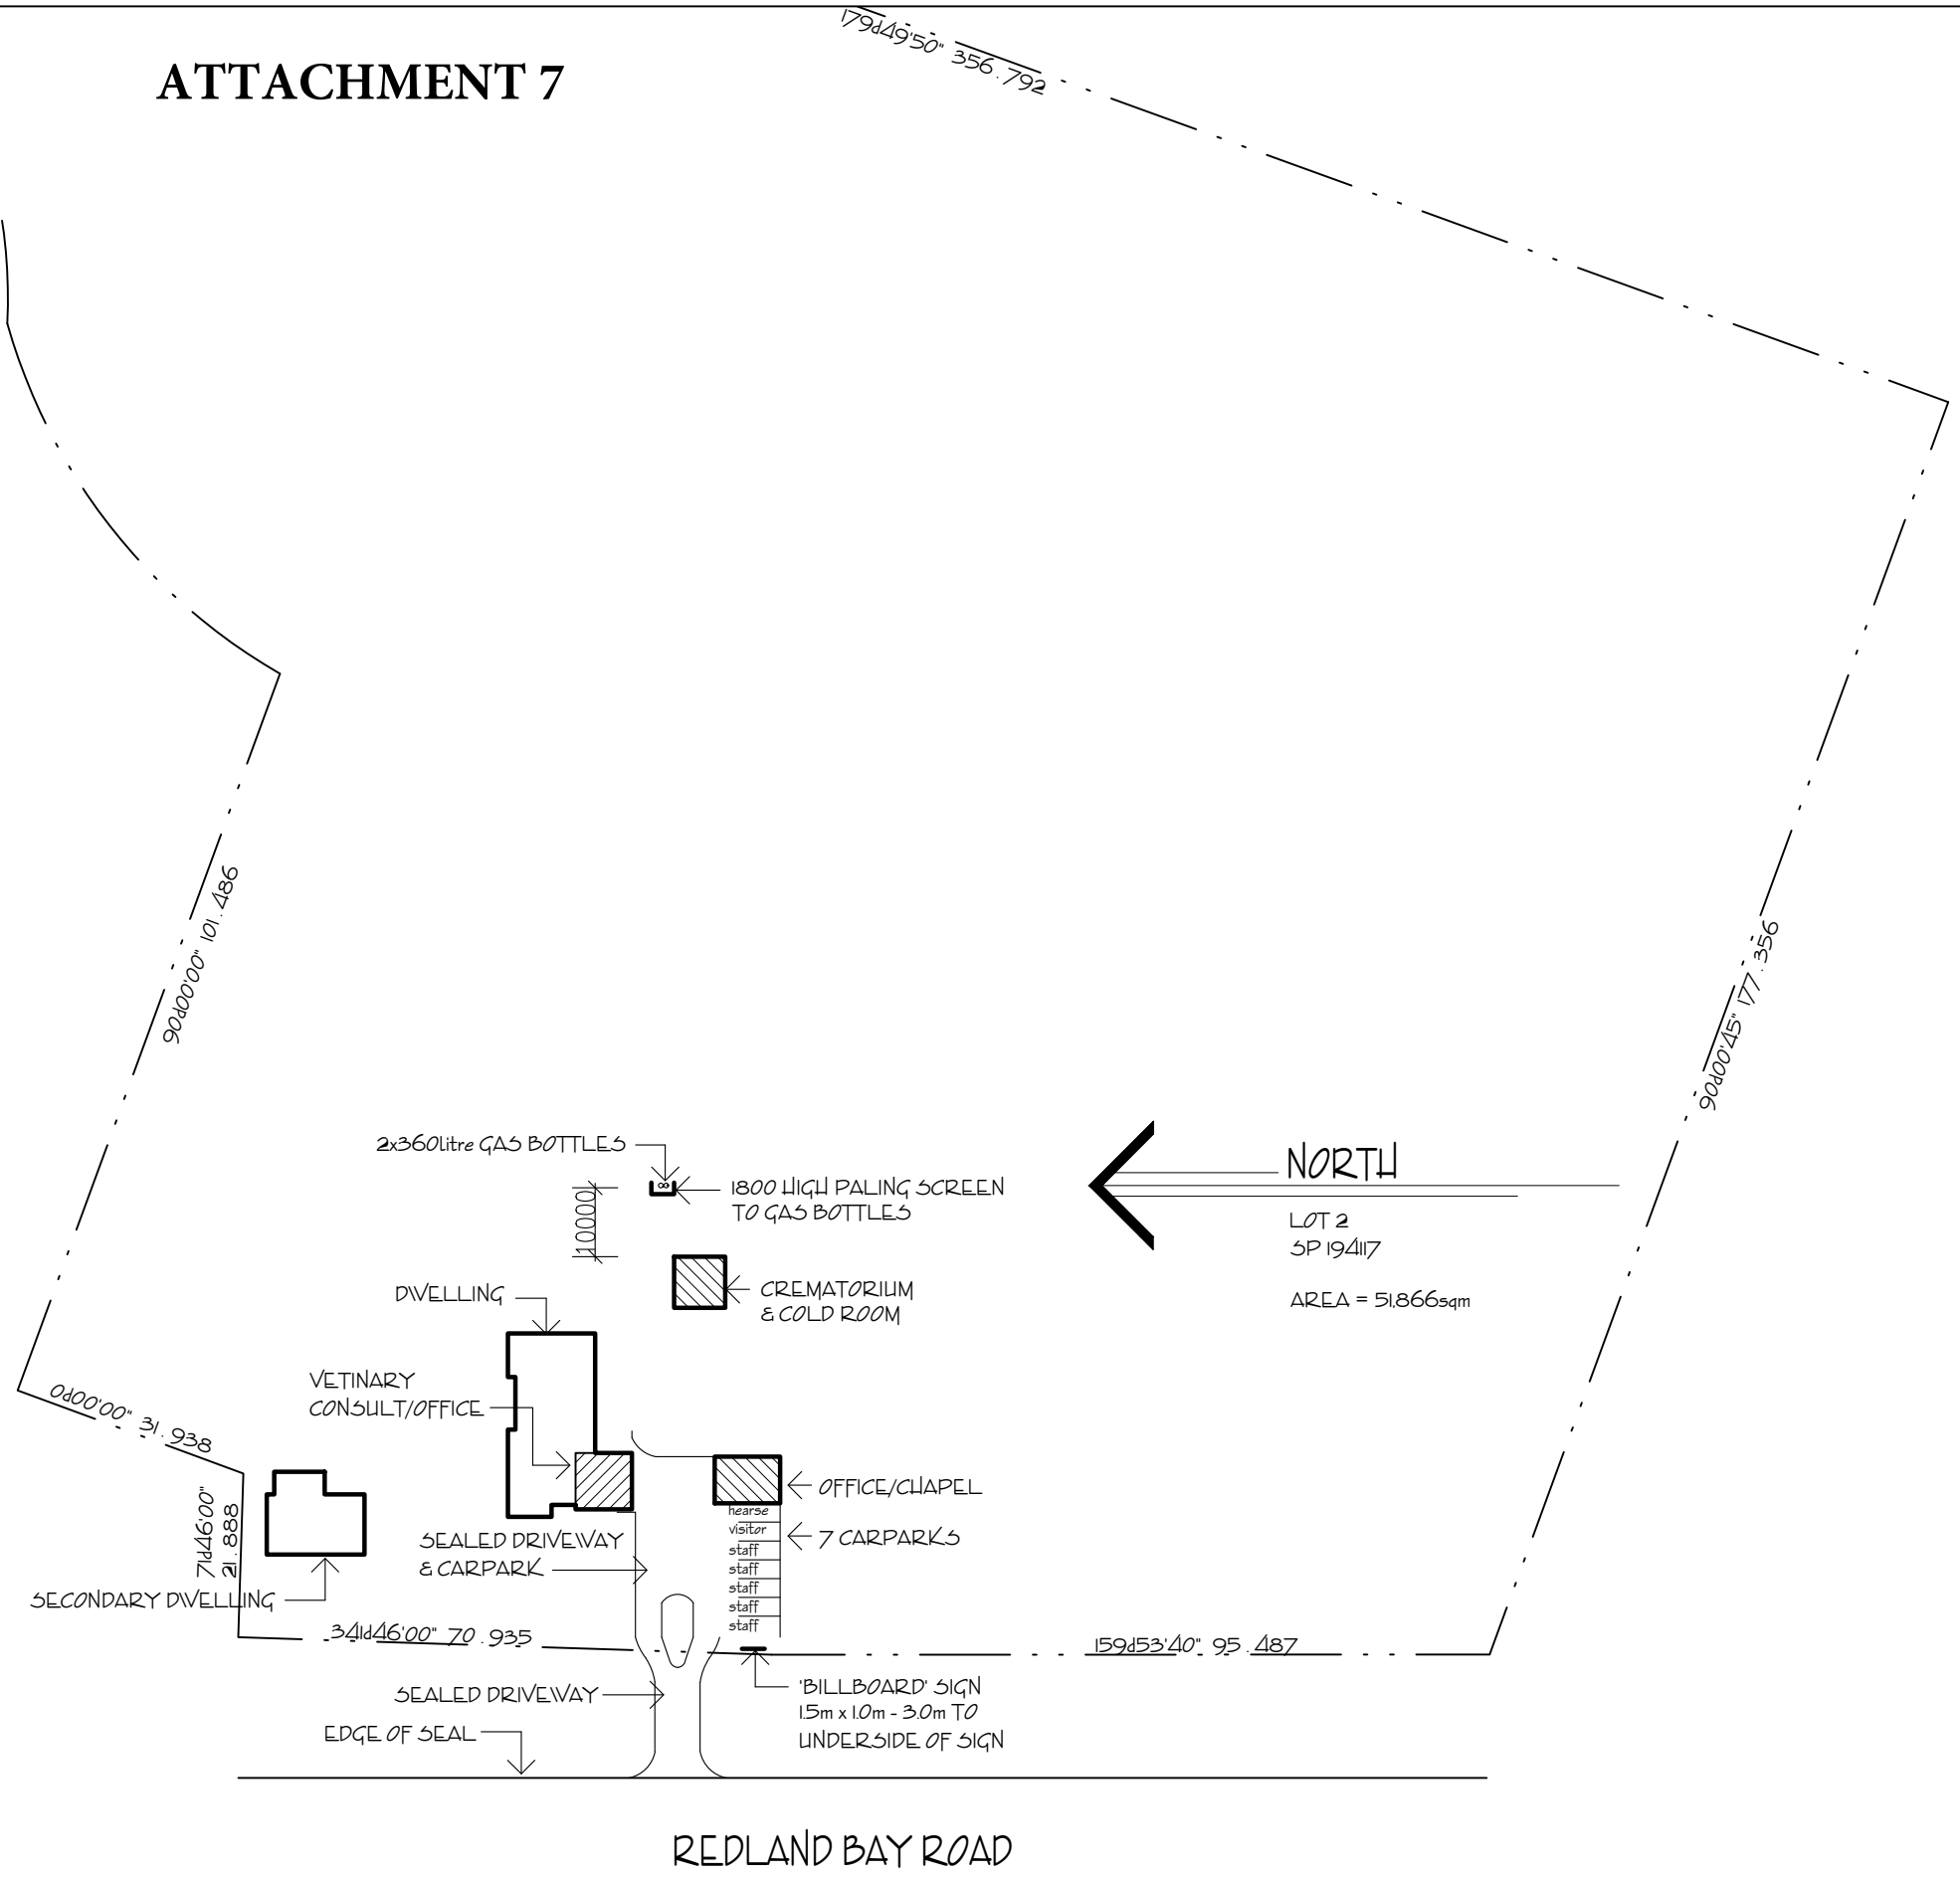 179d49'50" 356.792
ATTACHMENT 7
90d00'00" 101.486
90d00'45" 177.356
2x360litre GAS BOTTLES
1800 HIGH PALING SCREEN
TO GAS BOTTLES
10000
NORTH
LOT 2
SP 194117
AREA = 51,866sqm
CREMATORIUM
& COLD ROOM
DWELLING
VETINARY
CONSULT/OFFICE
0d00'00" 31.938
71d46'00"
21.888
OFFICE/CHAPEL
hearse
visitor
staff
staff
staff
staff
staff
7 CARPARKS
SEALED DRIVEWAY
& CARPARK
SECONDARY DWELLING
341d46'00" 70.935
159d53'40" 95.487
SEALED DRIVEWAY
'BILLBOARD' SIGN
1.5m x 1.0m - 3.0m TO
UNDERSIDE OF SIGN
EDGE OF SEAL
REDLAND BAY ROAD